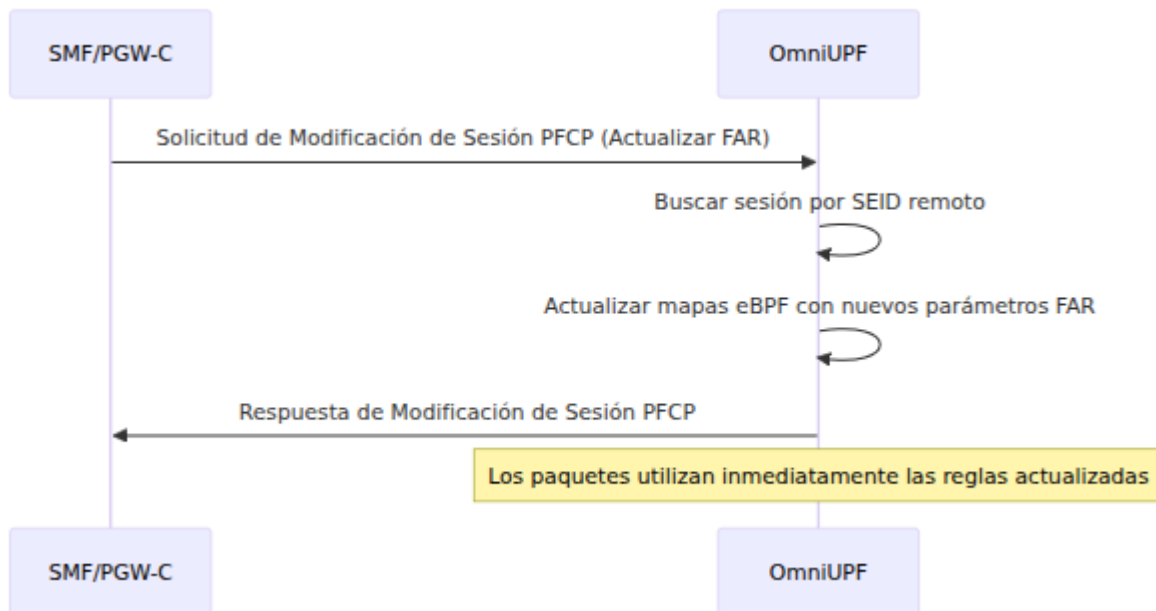 SMF/PGW-C
OmniUPF
Solicitud de Modificación de Sesión PFCP (Actualizar FAR)
Buscar sesión por SEID remoto
Actualizar mapas eBPF con nuevos parámetros FAR
Respuesta de Modificación de Sesión PFCP
Los paquetes utilizan inmediatamente las reglas actualizadas
SMF/PGW-C
OmniUPF